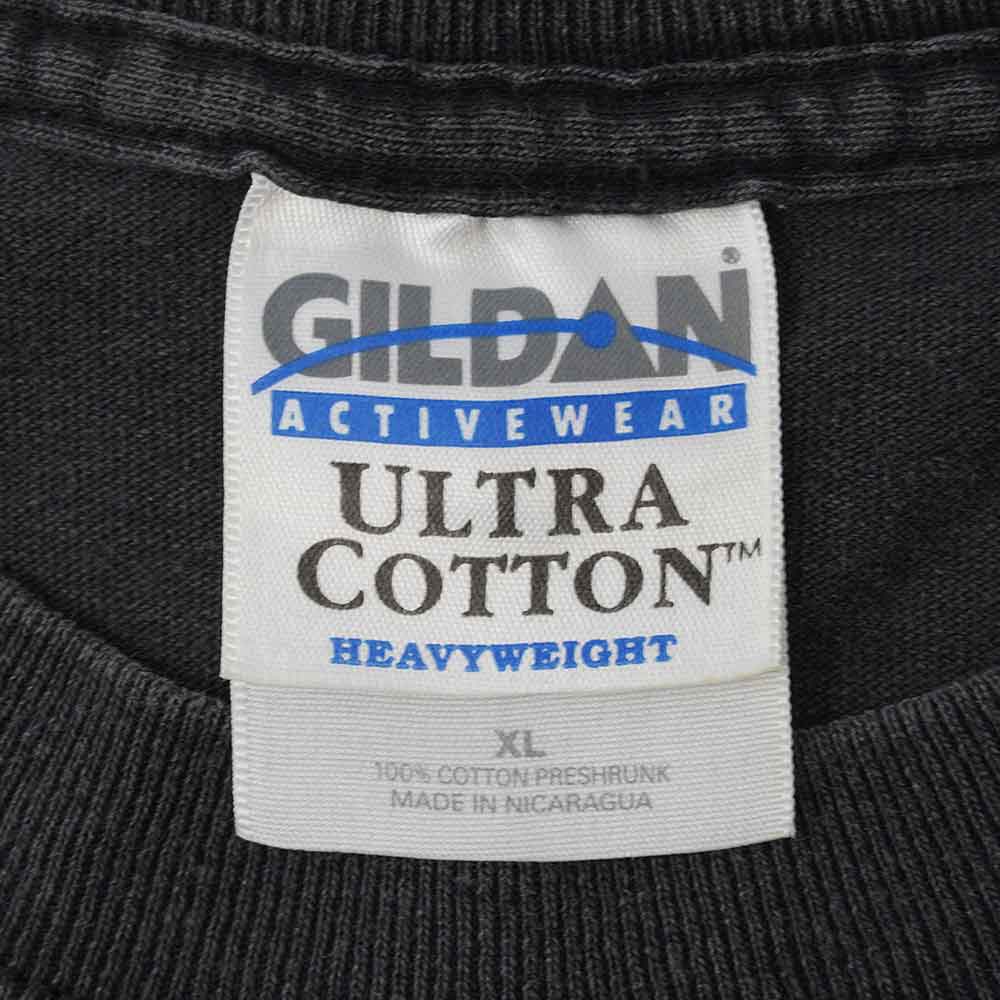 GILDAN®
ACTIVEWEAR
ULTRA
COTTON™
HEAVYWEIGHT
XL
100% COTTON PRESHRUNK
MADE IN NICARAGUA